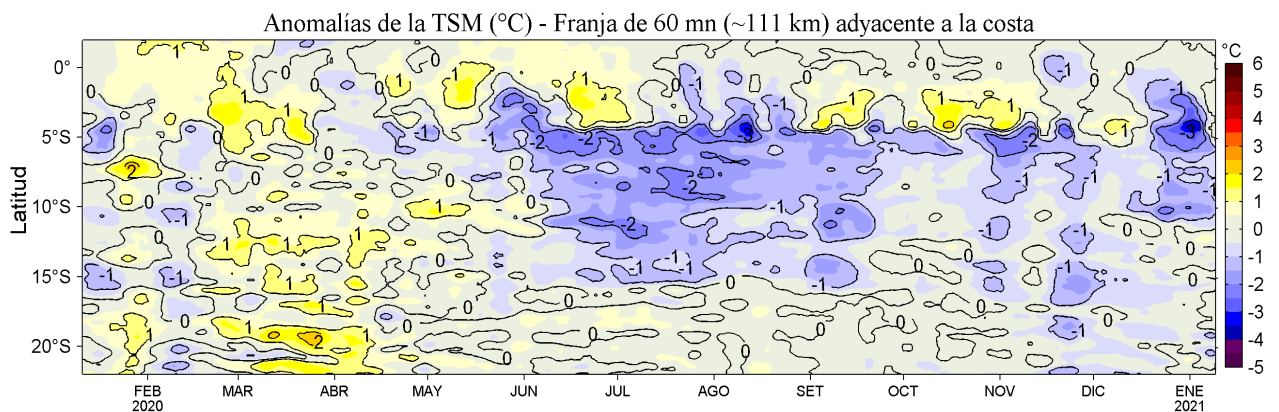 Anomalías de la TSM (°C) - Franja de 60 mn (~111 km) adyacente a la costa
°C
Latitud
0°
5°S
10°S
15°S
20°S
FEB MAR ABR MAY JUN JUL AGO SET OCT NOV DIC ENE
2020 2021
6
5
4
3
2
1
0
-1
-2
-3
-4
-5